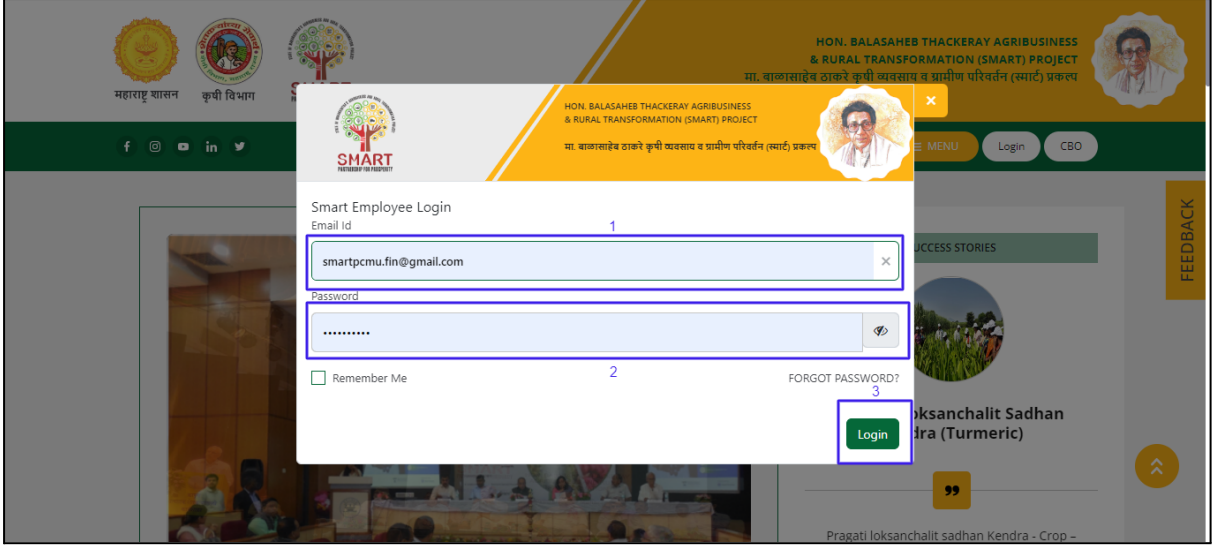 HON. BALASAHEB THACKERAY AGRIBUSINESS
& RURAL TRANSFORMATION (SMART) PROJECT
मा. बाळासाहेब ठाकरे कृषी व्यवसाय व ग्रामीण परिवर्तन (स्मार्ट) प्रकल्प
महाराष्ट्र शासन
कृषी विभाग
MENU
Login
CBO
SMART
PARTNERSHIP FOR PROSPERITY
HON. BALASAHEB THACKERAY AGRIBUSINESS
& RURAL TRANSFORMATION (SMART) PROJECT
मा. बाळासाहेब ठाकरे कृषी व्यवसाय व ग्रामीण परिवर्तन (स्मार्ट) प्रकल्प
×
Smart Employee Login
Email Id
1
smartpcmu.fin@gmail.com
Password
••••••••••
2
Remember Me
FORGOT PASSWORD?
3
Login
STORIES
FEEDBACK
Sadhan
(Turmeric)
Pragati loksanchalit sadhan Kendra - Crop –